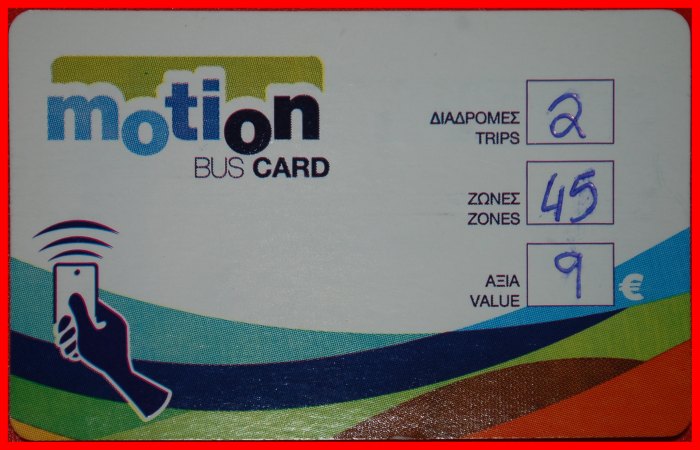 motion
BUS CARD
ΔΙΑΔΡΟΜΕΣ
TRIPS
2
ΖΩΝΕΣ
ZONES
45
ΑΞΙΑ
VALUE
9 €